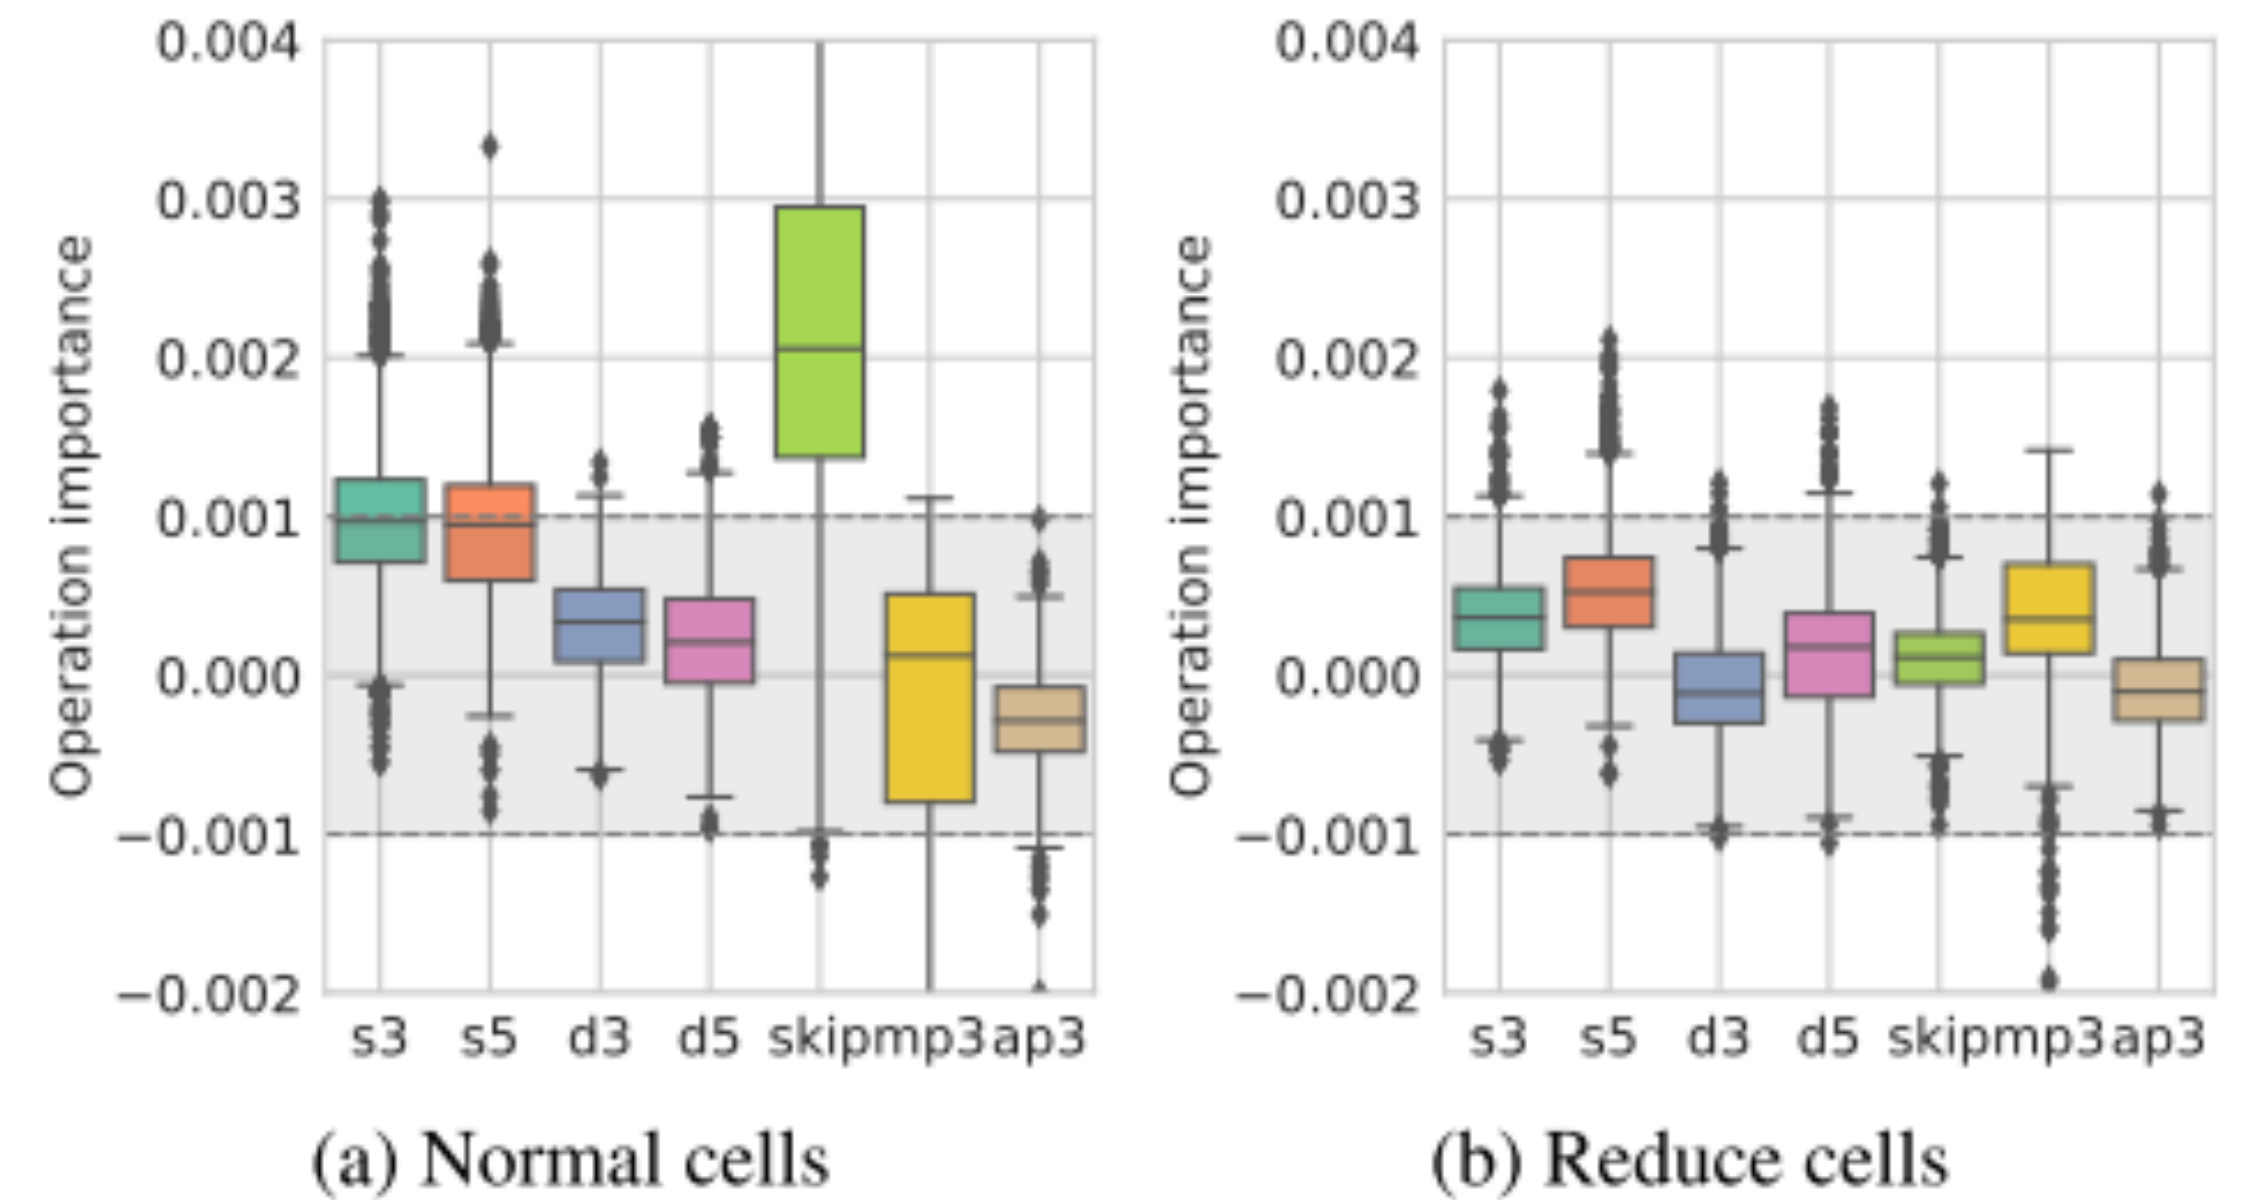 0.004
0.003
0.002
0.001
0.000
−0.001
−0.002
Operation importance
s3 s5 d3 d5 skip mp3 ap3
(a) Normal cells
0.004
0.003
0.002
0.001
0.000
−0.001
−0.002
Operation importance
s3 s5 d3 d5 skip mp3 ap3
(b) Reduce cells